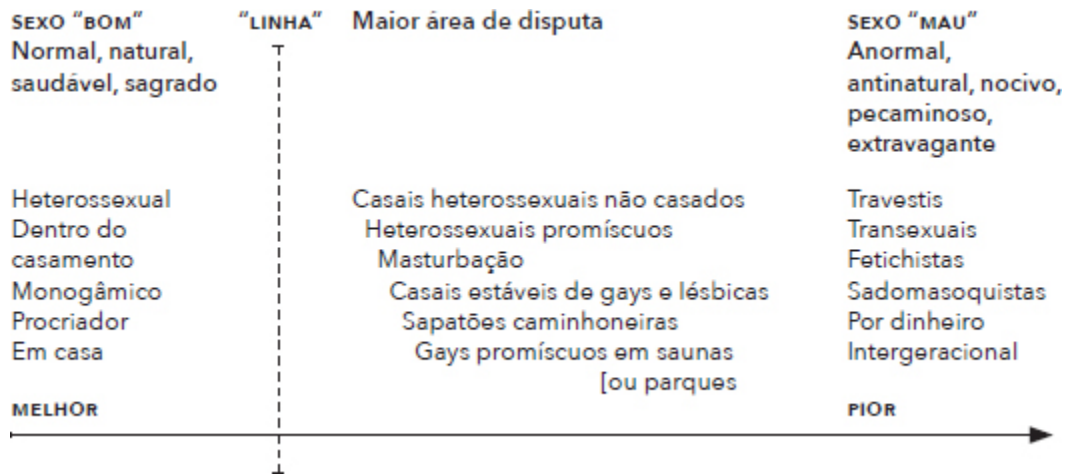 SEXO “BOM”
Normal, natural,
saudável, sagrado
Heterossexual
Dentro do
casamento
Monogâmico
Procriador
Em casa
MELHOR
“LINHA”
Maior área de disputa
Casais heterossexuais não casados
Heterossexuais promíscuos
Masturbação
Casais estáveis de gays e lésbicas
Sapatões caminhoneiras
Gays promíscuos em saunas
[ou parques
SEXO “MAU”
Anormal,
antinatural, nocivo,
pecaminoso,
extravagante
Travestis
Transexuais
Fetichistas
Sadomasoquistas
Por dinheiro
Intergeracional
PIOR